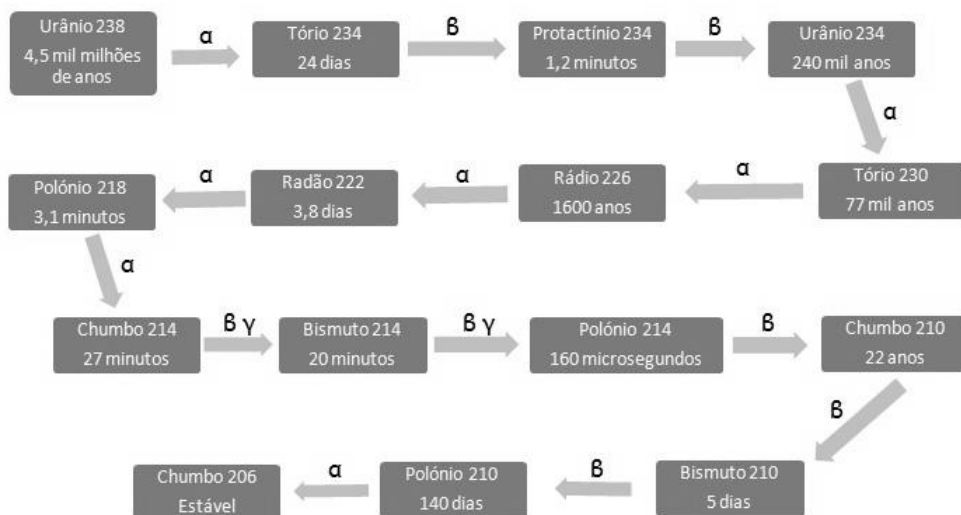 Urânio 238
4,5 mil milhões
de anos
α
Tório 234
24 dias
β
Protactínio 234
1,2 minutos
β
Urânio 234
240 mil anos
α
Tório 230
77 mil anos
α
Rádio 226
1600 anos
α
Radão 222
3,8 dias
α
Polónio 218
3,1 minutos
α
Chumbo 214
27 minutos
β γ
Bismuto 214
20 minutos
β γ
Polónio 214
160 microsegundos
β
Chumbo 210
22 anos
β
Bismuto 210
5 dias
β
Polónio 210
140 dias
α
Chumbo 206
Estável